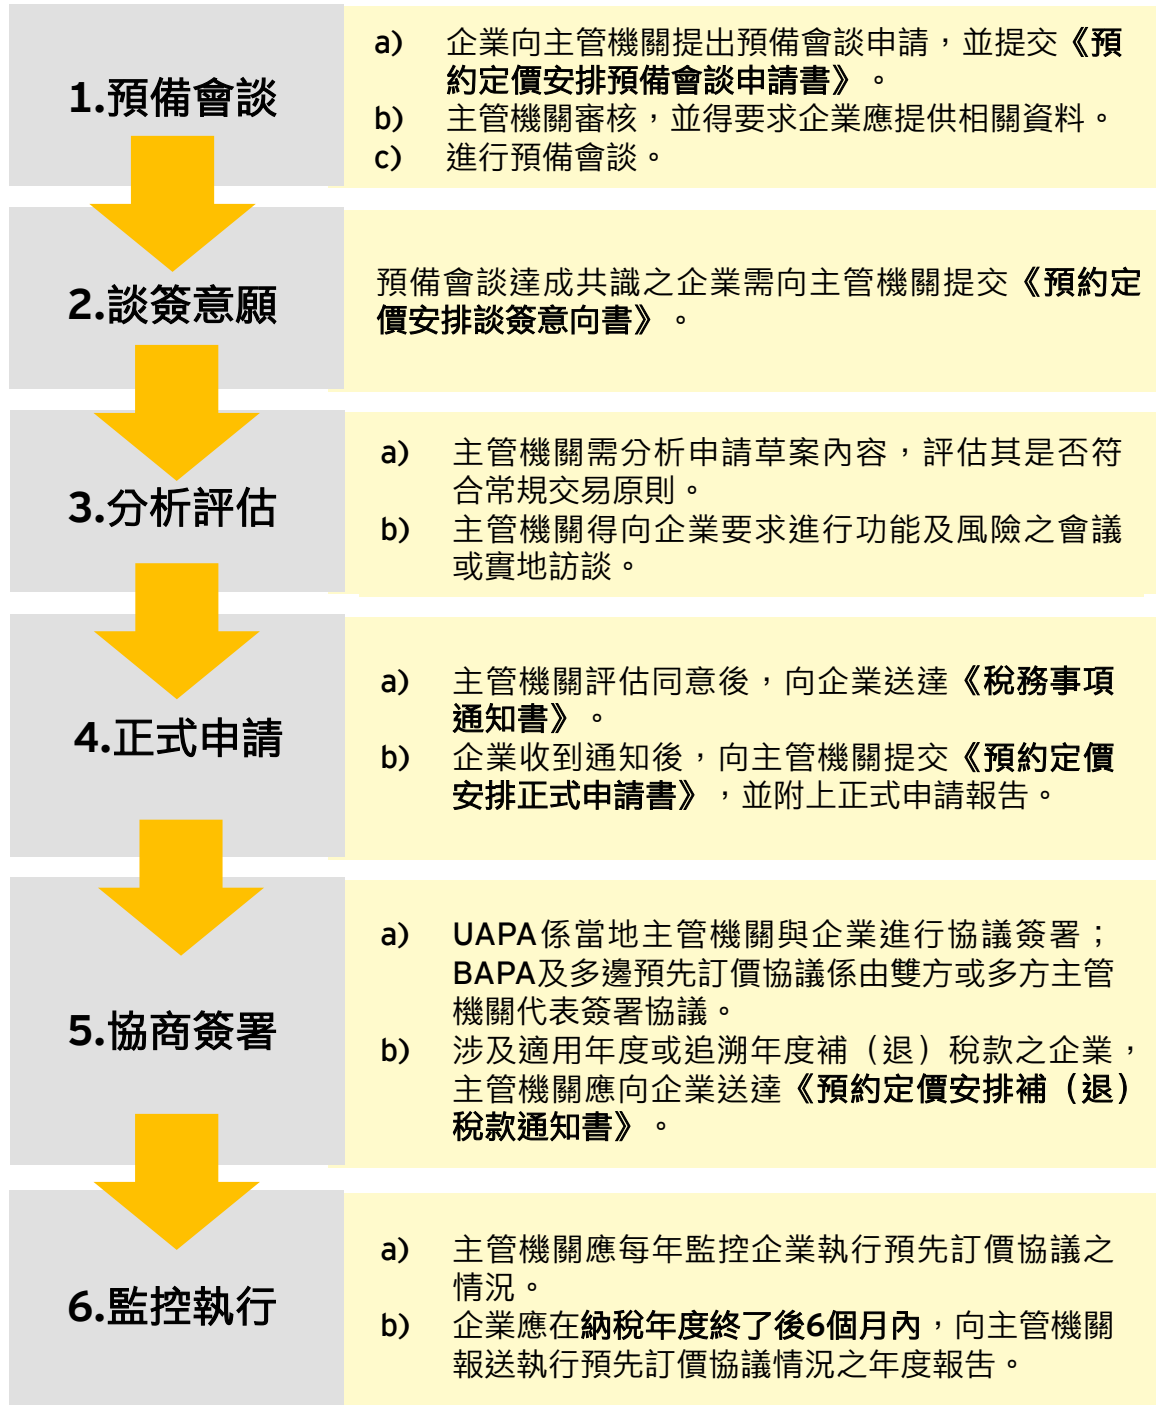 1.預備會談
a) 企業向主管機關提出預備會談申請，並提交《預
約定價安排預備會談申請書》。
b) 主管機關審核，並得要求企業應提供相關資料。
c) 進行預備會談。
2.談簽意願
預備會談達成共識之企業需向主管機關提交《預約定
價安排談簽意向書》。
3.分析評估
a) 主管機關需分析申請草案內容，評估其是否符
合常規交易原則。
b) 主管機關得向企業要求進行功能及風險之會議
或實地訪談。
4.正式申請
a) 主管機關評估同意後，向企業送達《稅務事項
通知書》。
b) 企業收到通知後，向主管機關提交《預約定價
安排正式申請書》，並附上正式申請報告。
5.協商簽署
a) UAPA係當地主管機關與企業進行協議簽署；
BAPA及多邊預先訂價協議係由雙方或多方主管
機關代表簽署協議。
b) 涉及適用年度或追溯年度補（退）稅款之企業，
主管機關應向企業送達《預約定價安排補（退）
稅款通知書》。
6.監控執行
a) 主管機關應每年監控企業執行預先訂價協議之
情況。
b) 企業應在納稅年度終了後6個月內，向主管機關
報送執行預先訂價協議情況之年度報告。